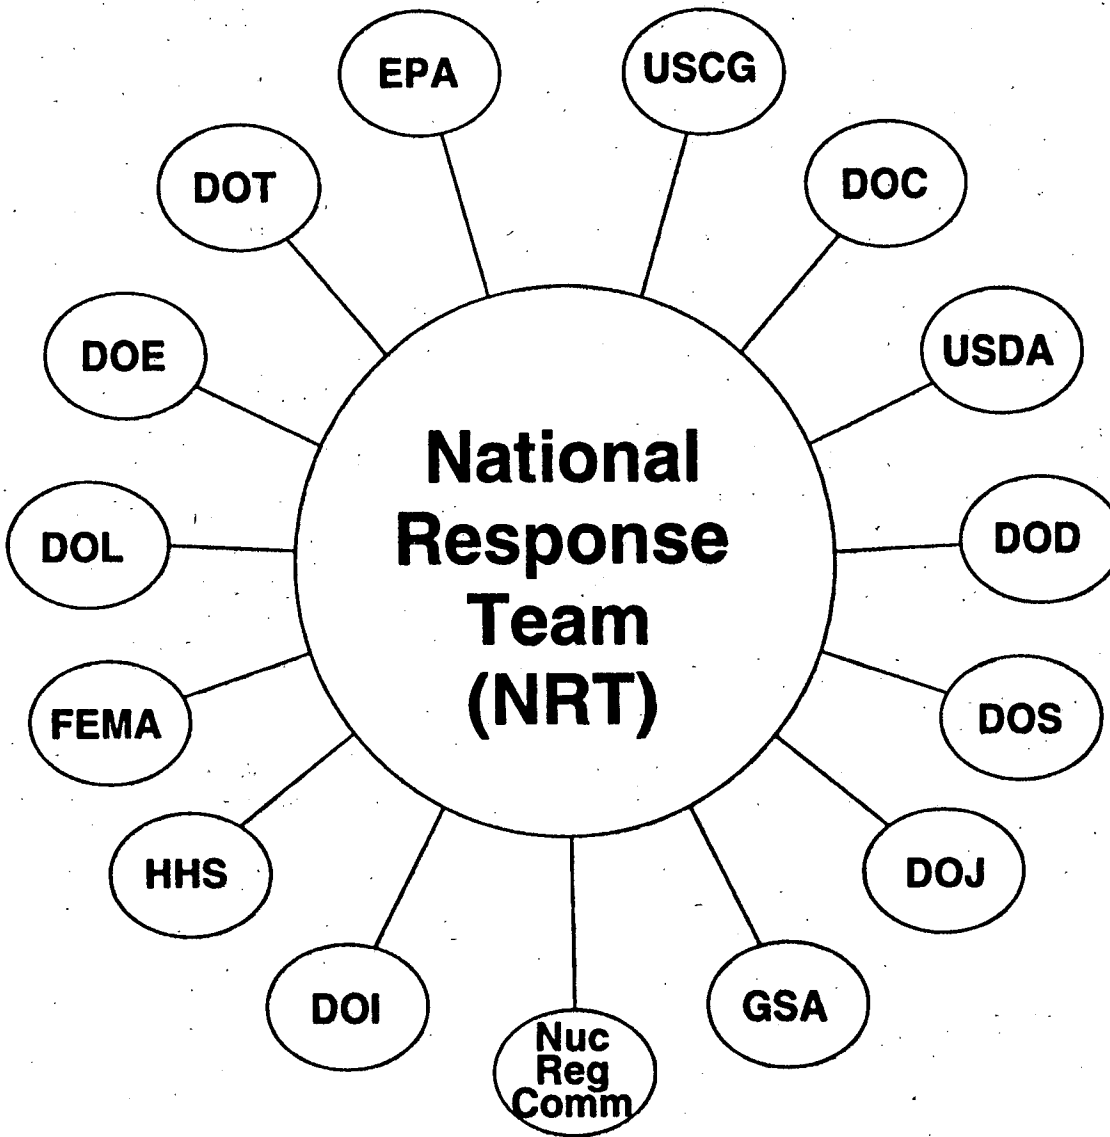 EPA
USCG
DOT
DOC
DOE
USDA
National
Response
Team
(NRT)
DOL
DOD
FEMA
DOS
HHS
DOJ
DOI
GSA
Nuc
Reg
Comm